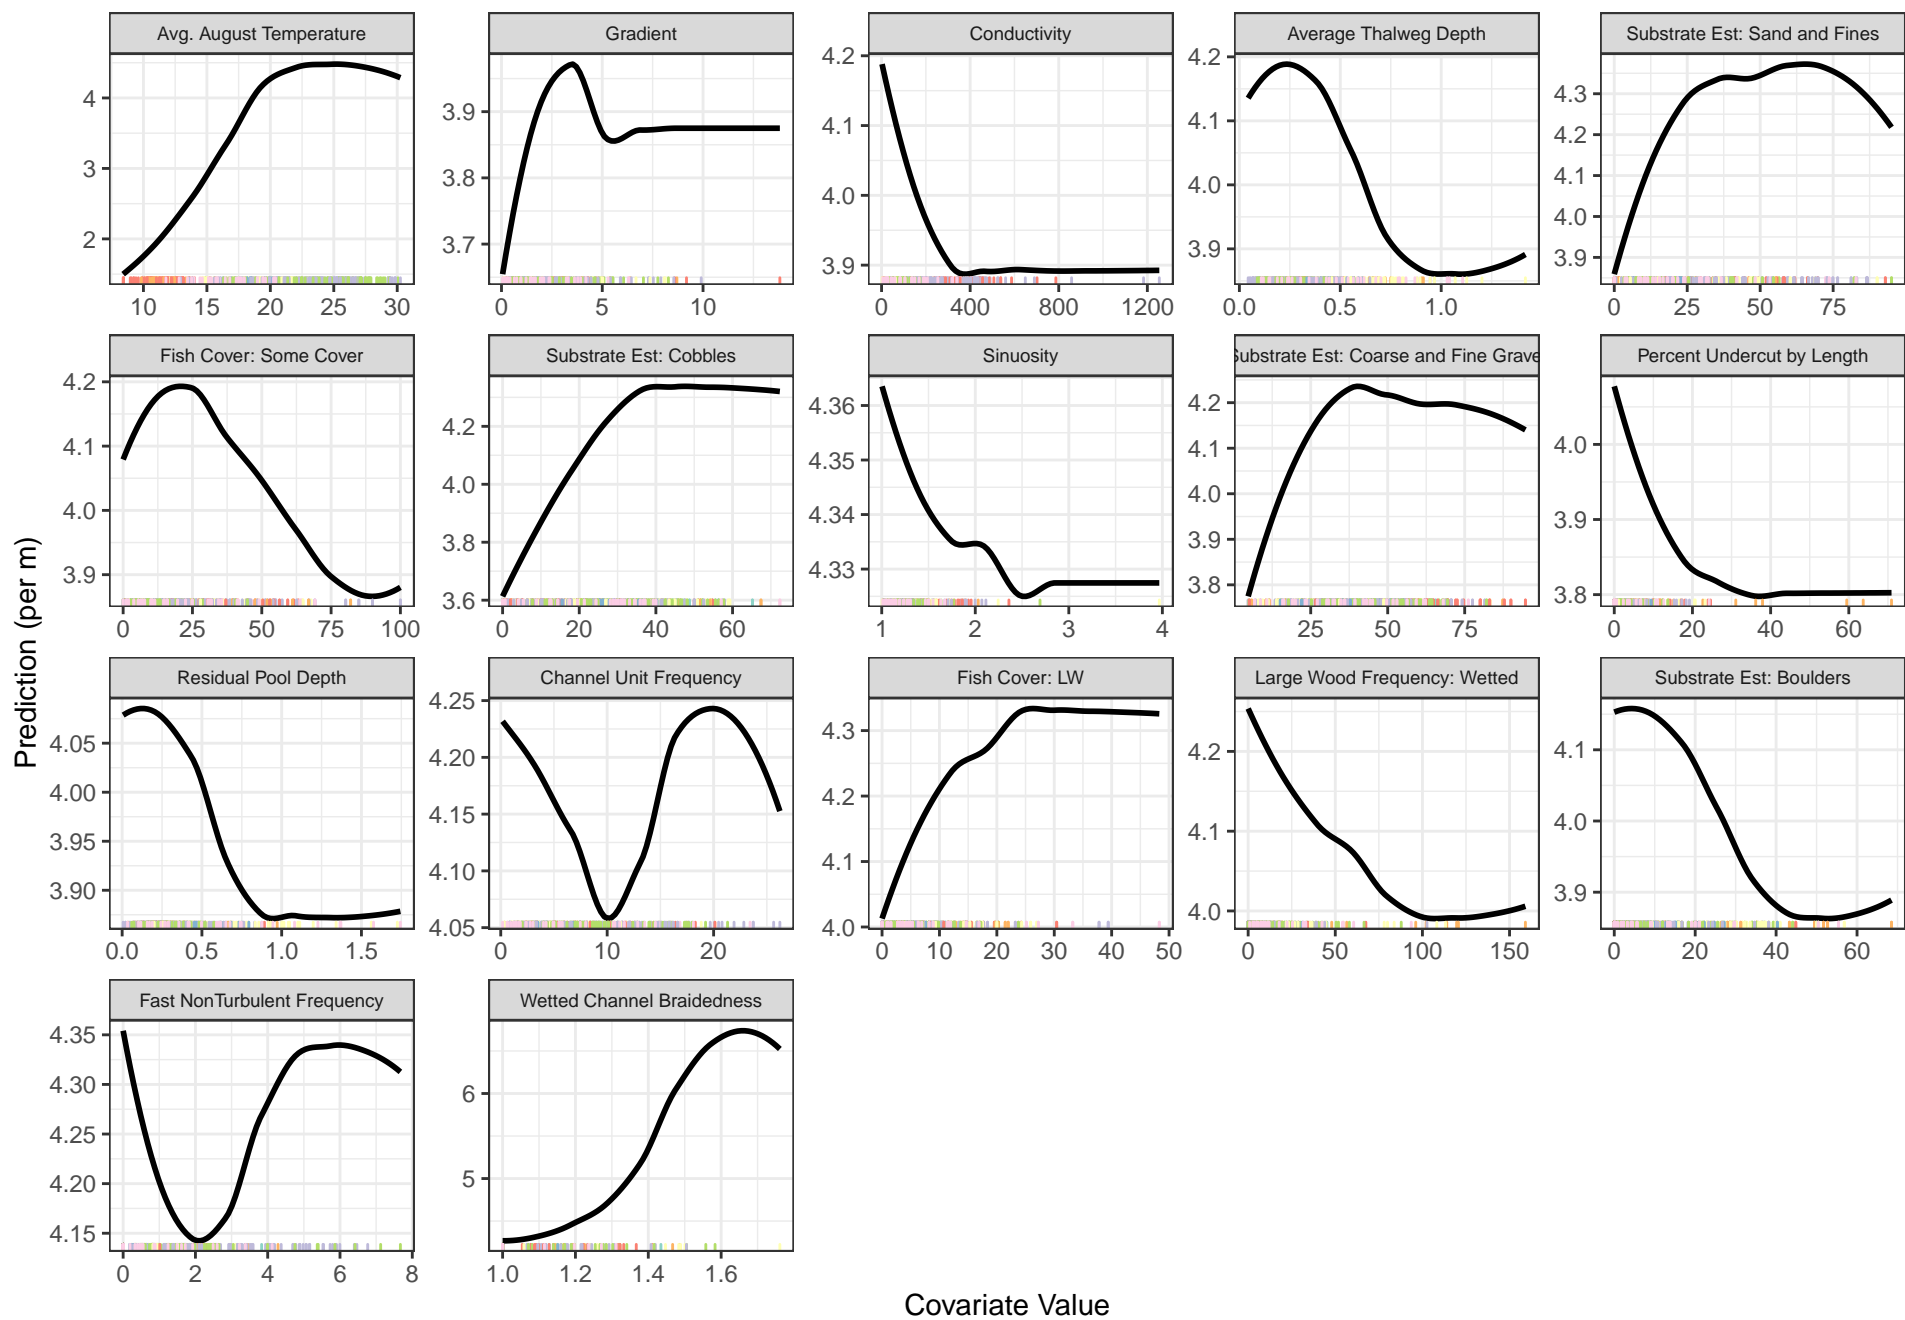 Avg. August Temperature
Gradient
Conductivity
Average Thalweg Depth
Substrate Est: Sand and Fines
4
3
2
10 15 20 25 30
3.9
3.8
3.7
0 5 10
4.2
4.1
4.0
3.9
0 400 800 1200
4.2
4.1
4.0
3.9
0.0 0.5 1.0
4.3
4.2
4.1
4.0
3.9
0 25 50 75
Fish Cover: Some Cover
Substrate Est: Cobbles
Sinuosity
Substrate Est: Coarse and Fine Grave
Percent Undercut by Length
4.2
4.1
4.0
3.9
0 25 50 75 100
4.2
4.0
3.8
3.6
0 20 40 60
4.36
4.35
4.34
4.33
1 2 3 4
4.2
4.1
4.0
3.9
3.8
25 50 75
4.0
3.9
3.8
0 20 40 60
Residual Pool Depth
Channel Unit Frequency
Fish Cover: LW
Large Wood Frequency: Wetted
Substrate Est: Boulders
4.05
4.00
3.95
3.90
0.0 0.5 1.0 1.5
4.25
4.20
4.15
4.10
4.05
0 10 20
4.3
4.2
4.1
4.0
0 10 20 30 40 50
4.2
4.1
4.0
0 50 100 150
4.1
4.0
3.9
0 20 40 60
Fast NonTurbulent Frequency
Wetted Channel Braidedness
4.35
4.30
4.25
4.20
4.15
0 2 4 6 8
6
5
1.0 1.2 1.4 1.6
Prediction (per m)
Covariate Value